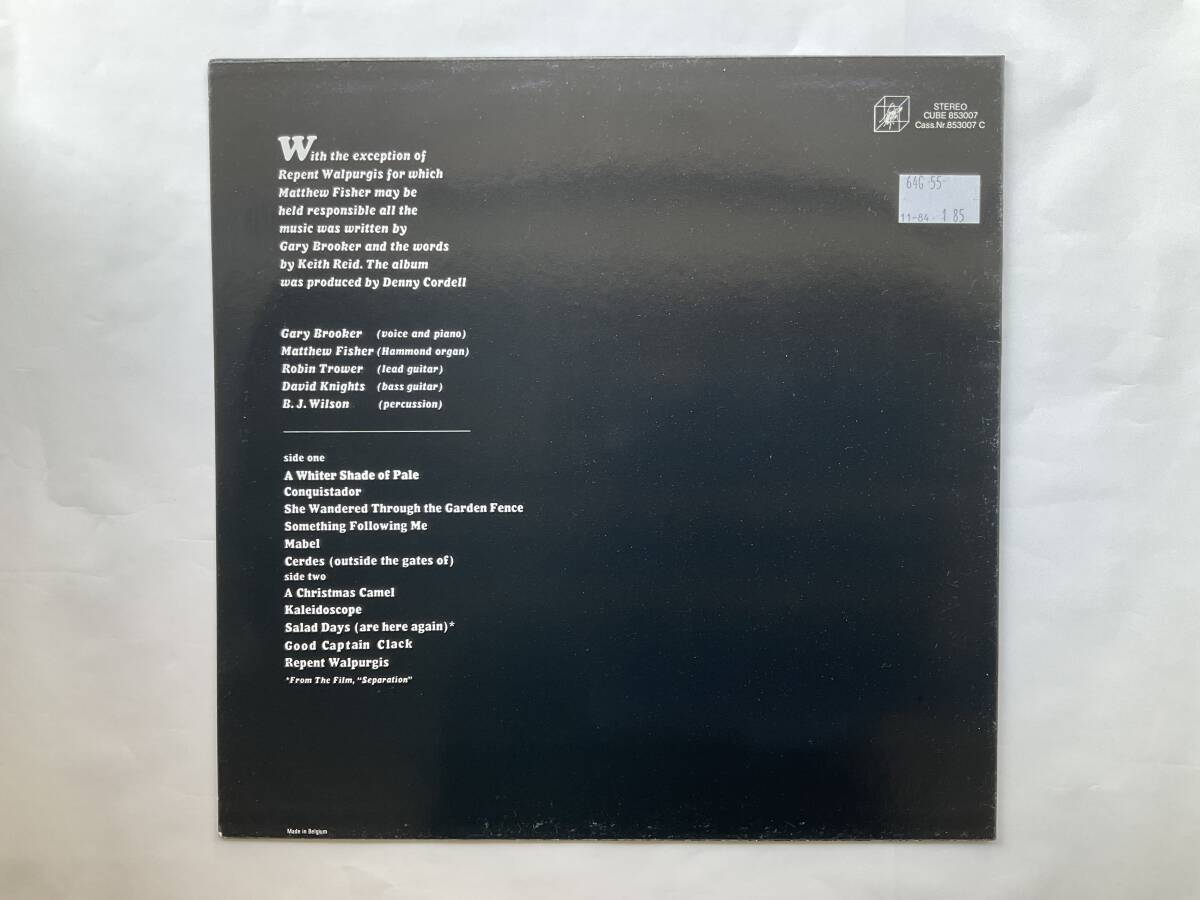 STEREO
CUBE 853007
Cass.Nr.853007 C
64G-55-
11-84- 185
With the exception of
Repent Walpurgis for which
Matthew Fisher may be
held responsible all the
music was written by
Gary Brooker and the words
by Keith Reid. The album
was produced by Denny Cordell
Gary Brooker (voice and piano)
Matthew Fisher (Hammond organ)
Robin Trower (lead guitar)
David Knights (bass guitar)
B. J. Wilson (percussion)
side one
A Whiter Shade of Pale
Conquistador
She Wandered Through the Garden Fence
Something Following Me
Mabel
Cerdes (outside the gates of)
side two
A Christmas Camel
Kaleidoscope
Salad Days (are here again)*
Good Captain Clack
Repent Walpurgis
*From The Film, "Separation"
Made in Belgium